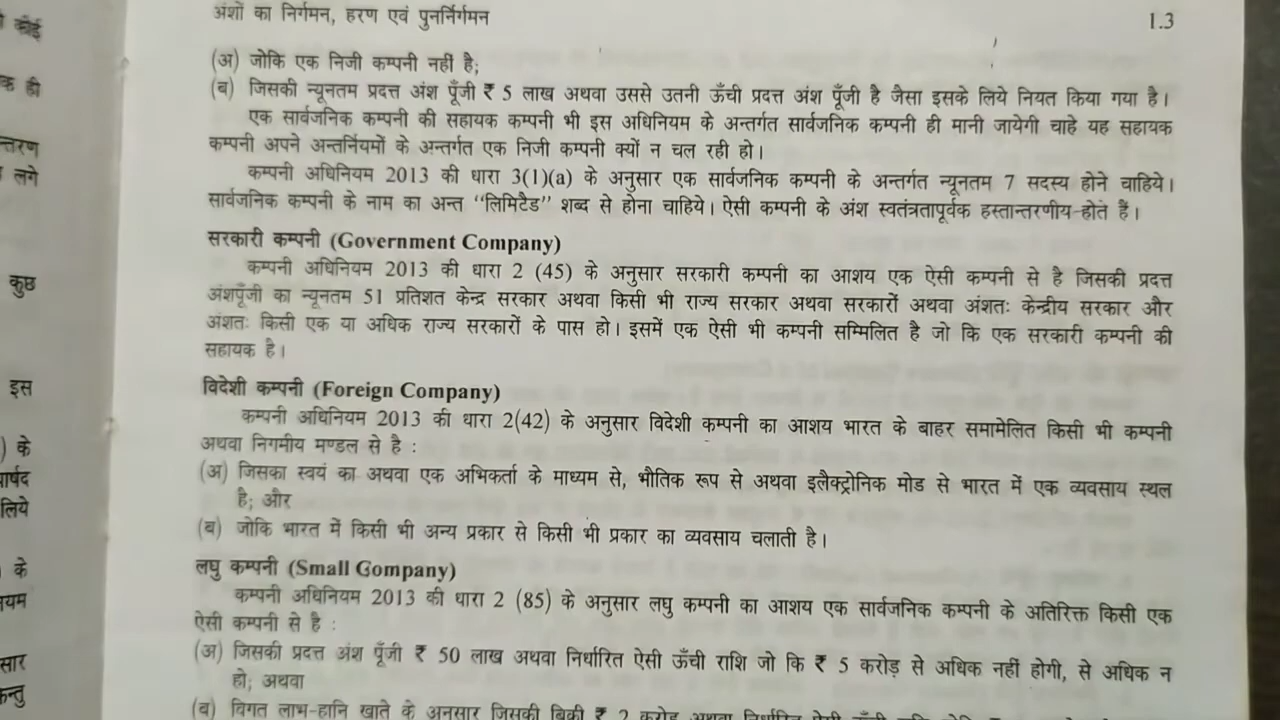 अंशों का निर्गमन, हरण एवं पुनर्निर्गमन 1.3
(अ) जोकि एक निजी कम्पनी नहीं है;
(ब) जिसकी न्यूनतम प्रदत्त अंश पूँजी ₹ 5 लाख अथवा उससे उतनी ऊँची प्रदत्त अंश पूँजी है जैसा इसके लिये नियत किया गया है।
एक सार्वजनिक कम्पनी की सहायक कम्पनी भी इस अधिनियम के अन्तर्गत सार्वजनिक कम्पनी ही मानी जायेगी चाहे यह सहायक
कम्पनी अपने अन्तर्नियमों के अन्तर्गत एक निजी कम्पनी क्यों न चल रही हो।
कम्पनी अधिनियम 2013 की धारा 3(1)(a) के अनुसार एक सार्वजनिक कम्पनी के अन्तर्गत न्यूनतम 7 सदस्य होने चाहिये।
सार्वजनिक कम्पनी के नाम का अन्त “लिमिटैड” शब्द से होना चाहिये। ऐसी कम्पनी के अंश स्वतंत्रतापूर्वक हस्तान्तरणीय होते हैं।
सरकारी कम्पनी (Government Company)
कम्पनी अधिनियम 2013 की धारा 2 (45) के अनुसार सरकारी कम्पनी का आशय एक ऐसी कम्पनी से है जिसकी प्रदत्त
अंशपूँजी का न्यूनतम 51 प्रतिशत केन्द्र सरकार अथवा किसी भी राज्य सरकार अथवा सरकारों अथवा अंशतः केन्द्रीय सरकार और
अंशतः किसी एक या अधिक राज्य सरकारों के पास हो। इसमें एक ऐसी भी कम्पनी सम्मिलित है जो कि एक सरकारी कम्पनी की
सहायक है।
विदेशी कम्पनी (Foreign Company)
कम्पनी अधिनियम 2013 की धारा 2(42) के अनुसार विदेशी कम्पनी का आशय भारत के बाहर समामेलित किसी भी कम्पनी
अथवा निगमीय मण्डल से है :
(अ) जिसका स्वयं का अथवा एक अभिकर्ता के माध्यम से, भौतिक रूप से अथवा इलैक्ट्रोनिक मोड से भारत में एक व्यवसाय स्थल
है; और
(ब) जोकि भारत में किसी भी अन्य प्रकार से किसी भी प्रकार का व्यवसाय चलाती है।
लघु कम्पनी (Small Gompany)
कम्पनी अधिनियम 2013 की धारा 2 (85) के अनुसार लघु कम्पनी का आशय एक सार्वजनिक कम्पनी के अतिरिक्त किसी एक
ऐसी कम्पनी से है :
(अ) जिसकी प्रदत्त अंश पूँजी ₹ 50 लाख अथवा निर्धारित ऐसी ऊँची राशि जो कि ₹ 5 करोड़ से अधिक नहीं होगी, से अधिक न
हो; अथवा
(ब) विगत लाभ-हानि खाते के अनुसार जिसकी बिक्री ₹ 2 करोड़ अथवा निर्धारित ऐसी ऊँची